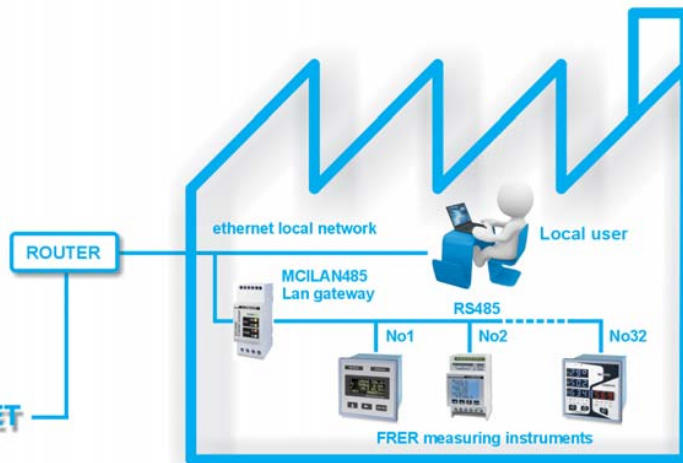 ethernet local network
ROUTER
Local user
MCILAN485
Lan gateway
RS485
No1
No2
No32
FRER measuring instruments